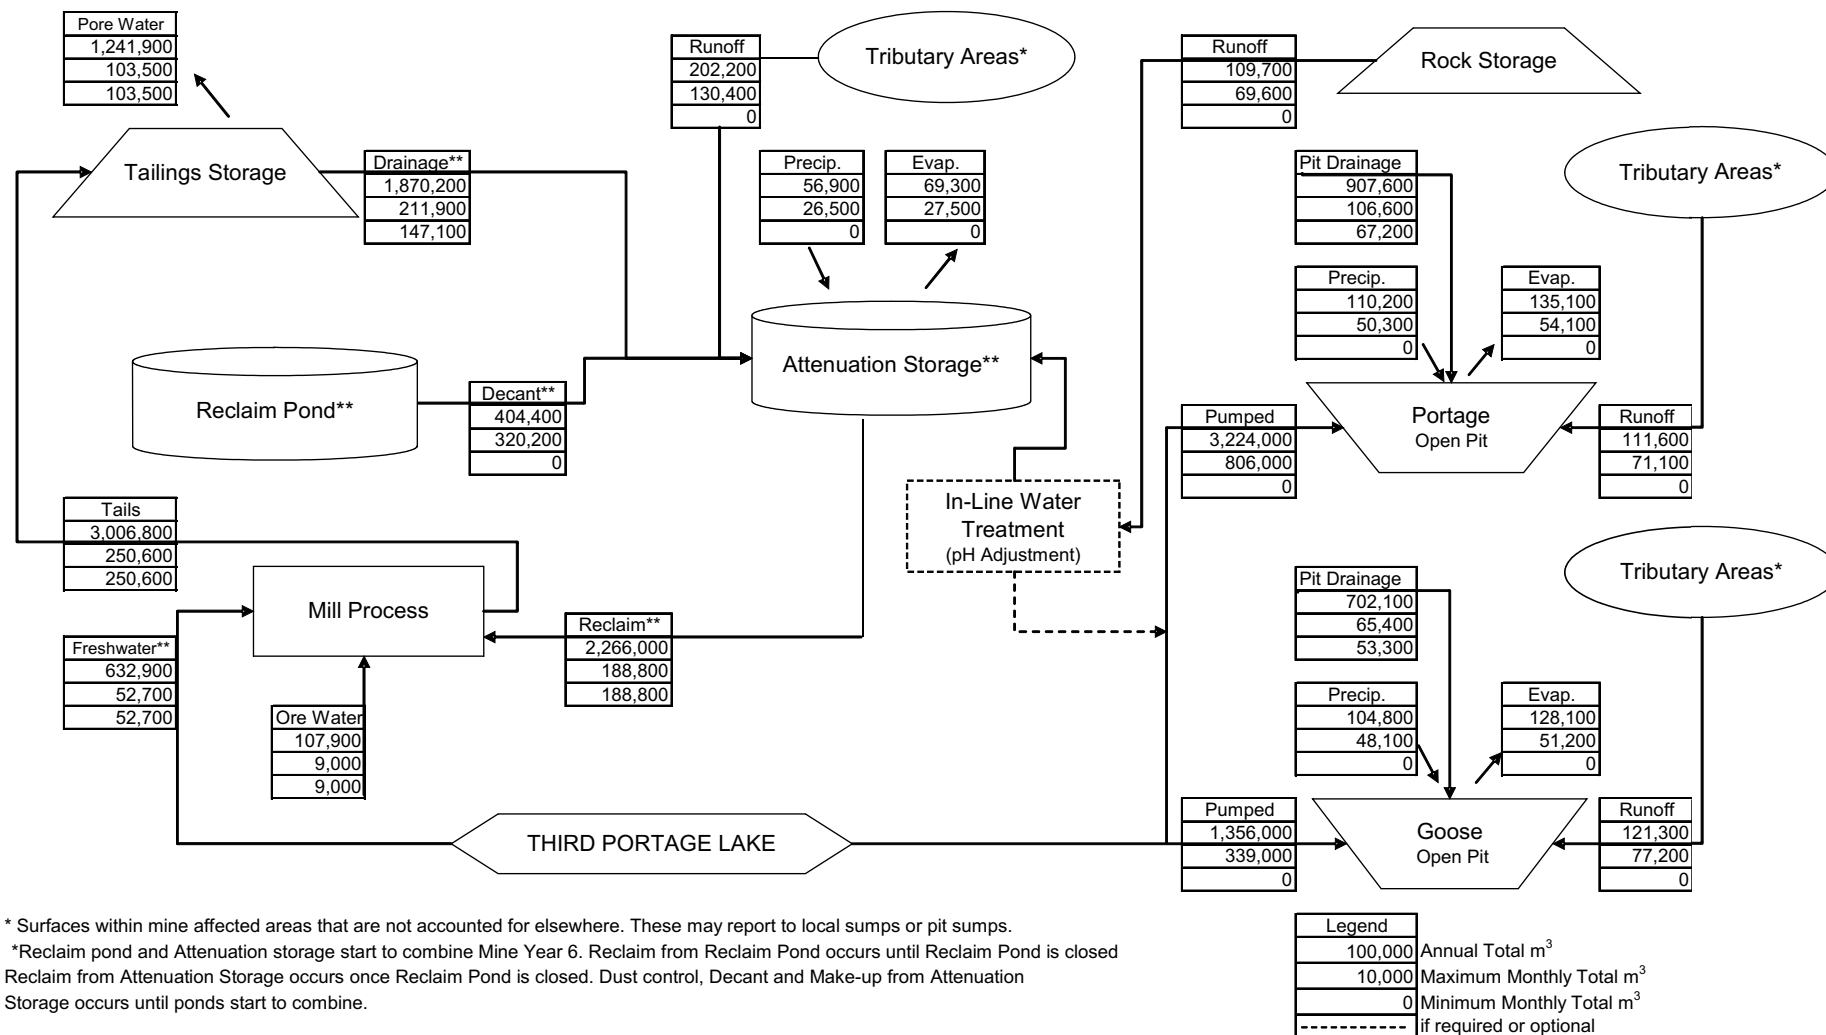 Pore Water
1,241,900
103,500
103,500
Tailings Storage
Drainage**
1,870,200
211,900
147,100
Runoff
202,200
130,400
0
Tributary Areas*
Precip.
56,900
26,500
0
Evap.
69,300
27,500
0
Runoff
109,700
69,600
0
Rock Storage
Pit Drainage
907,600
106,600
67,200
Tributary Areas*
Precip.
110,200
50,300
0
Evap.
135,100
54,100
0
Reclaim Pond**
Decant**
404,400
320,200
0
Attenuation Storage**
Pumped
3,224,000
806,000
0
Portage
Open Pit
Runoff
111,600
71,100
0
Tails
3,006,800
250,600
250,600
In-Line Water
Treatment
(pH Adjustment)
Mill Process
Freshwater**
632,900
52,700
52,700
Ore Water
107,900
9,000
9,000
Reclaim**
2,266,000
188,800
188,800
Pit Drainage
702,100
65,400
53,300
Tributary Areas*
Precip.
104,800
48,100
0
Evap.
128,100
51,200
0
THIRD PORTAGE LAKE
Pumped
1,356,000
339,000
0
Goose
Open Pit
Runoff
121,300
77,200
0
* Surfaces within mine affected areas that are not accounted for elsewhere. These may report to local sumps or pit sumps.
*Reclaim pond and Attenuation storage start to combine Mine Year 6. Reclaim from Reclaim Pond occurs until Reclaim Pond is closed
Reclaim from Attenuation Storage occurs once Reclaim Pond is closed. Dust control, Decant and Make-up from Attenuation
Storage occurs until ponds start to combine.
Legend
100,000 Annual Total m³
10,000 Maximum Monthly Total m³
0 Minimum Monthly Total m³
if required or optional